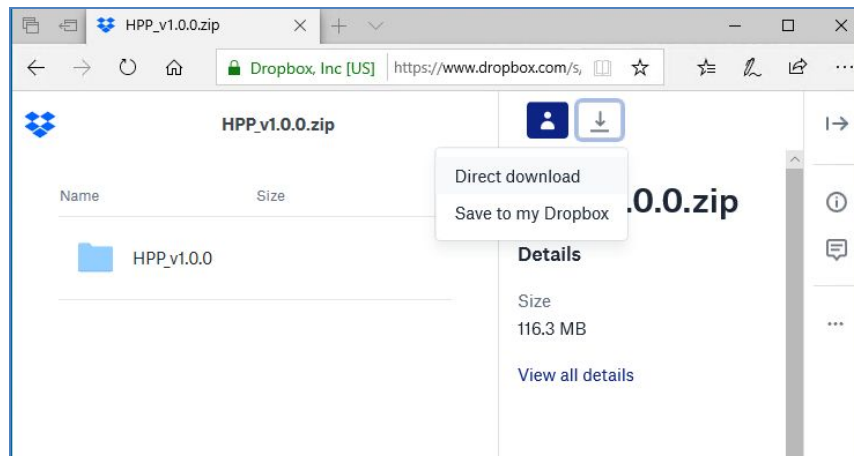 HPP_v1.0.0.zip
Dropbox, Inc [US] https://www.dropbox.com/s,
HPP_v1.0.0.zip
Direct download
Save to my Dropbox
.0.0.zip
Name Size
HPP_v1.0.0
Details
Size
116.3 MB
View all details